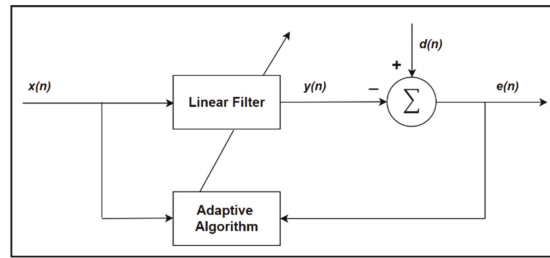 d(n)
+
x(n)
Linear Filter
y(n)
−
∑
e(n)
Adaptive
Algorithm